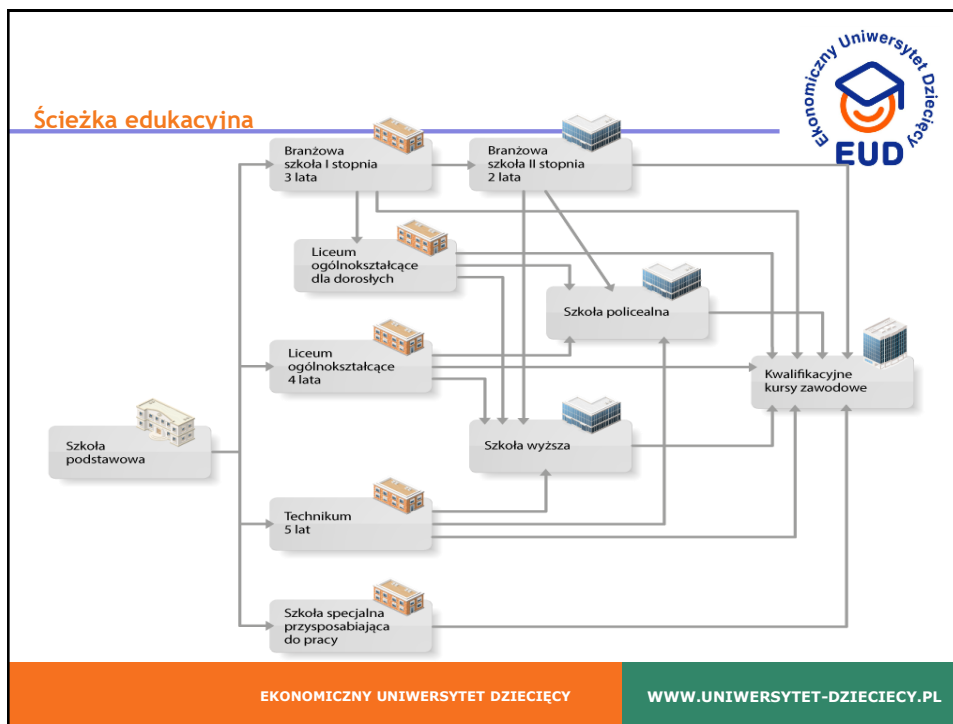 Ekonomiczny Uniwersytet Dziecięcy
EUD
Ścieżka edukacyjna
Branżowa
szkoła I stopnia
3 lata
Branżowa
szkoła II stopnia
2 lata
Liceum
ogólnokształcące
dla dorosłych
Szkoła policealna
Liceum
ogólnokształcące
4 lata
Kwalifikacyjne
kursy zawodowe
Szkoła
podstawowa
Szkoła wyższa
Technikum
5 lat
Szkoła specjalna
przysposabiająca
do pracy
EKONOMICZNY UNIWERSYTET DZIECIĘCY
WWW.UNIWERSYTET-DZIECIECY.PL